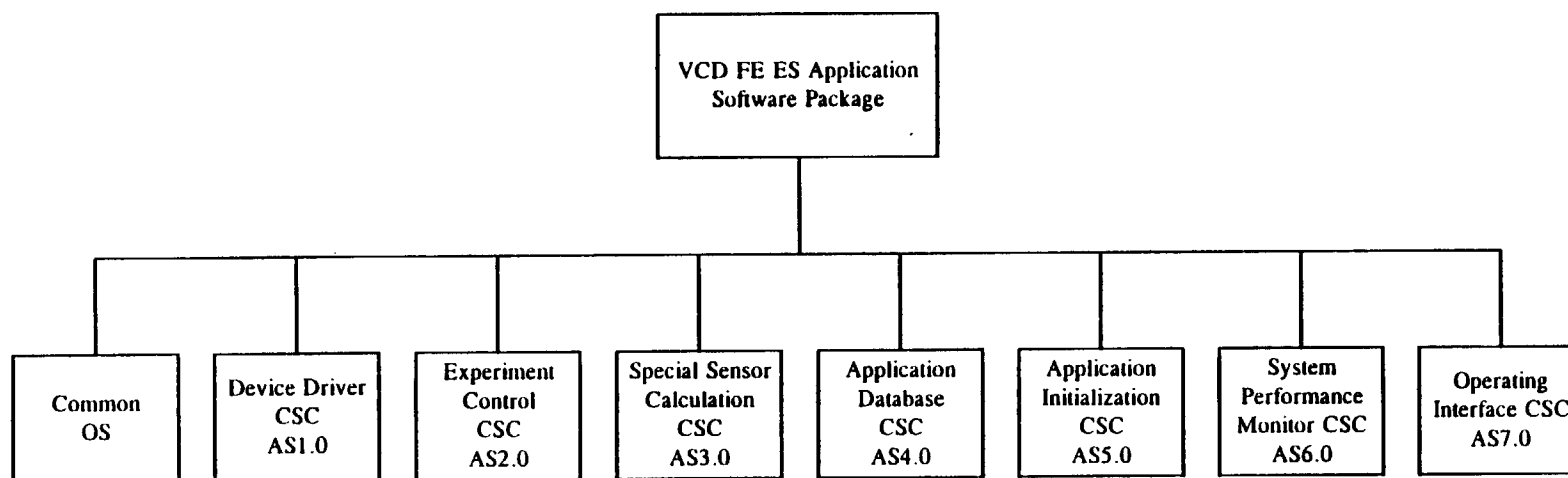 VCD FE ES Application
Software Package
Common
OS
Device Driver
CSC
AS1.0
Experiment
Control
CSC
AS2.0
Special Sensor
Calculation
CSC
AS3.0
Application
Database
CSC
AS4.0
Application
Initialization
CSC
AS5.0
System
Performance
Monitor CSC
AS6.0
Operating
Interface CSC
AS7.0